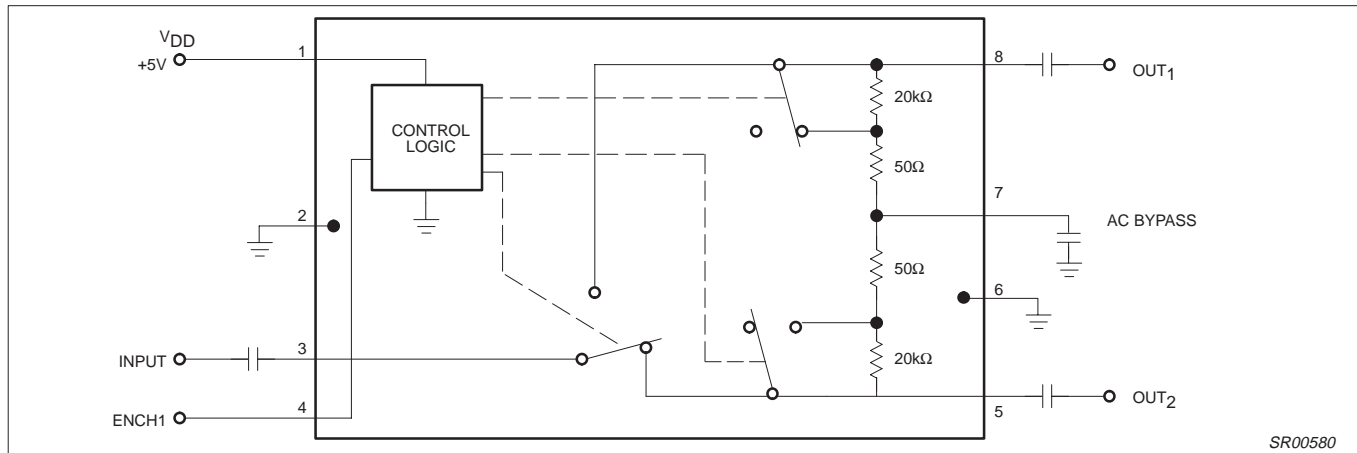 VDD
+5V
1
CONTROL
LOGIC
2
INPUT
3
ENCH1
4
8
OUT1
20kΩ
50Ω
7
AC BYPASS
50Ω
6
20kΩ
5
OUT2
SR00580